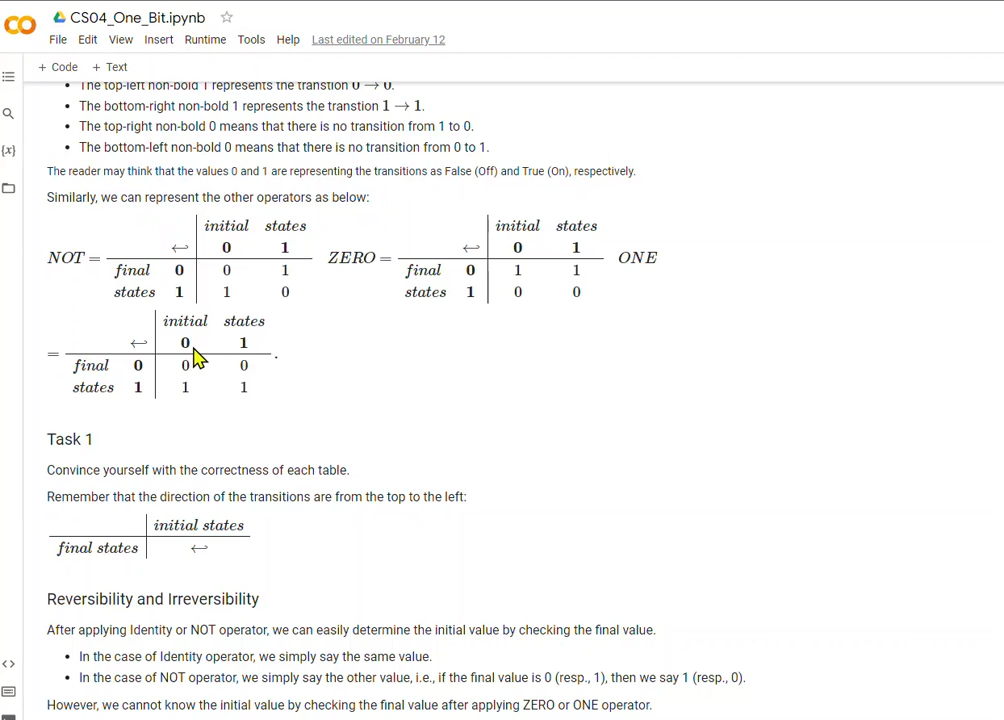 CS04_One_Bit.ipynb
File Edit View Insert Runtime Tools Help Last edited on February 12
+ Code + Text
• The top-left non-bold 1 represents the transtion 0 → 0.
• The bottom-right non-bold 1 represents the transtion 1 → 1.
• The top-right non-bold 0 means that there is no transition from 1 to 0.
• The bottom-left non-bold 0 means that there is no transition from 0 to 1.
The reader may think that the values 0 and 1 are representing the transitions as False (Off) and True (On), respectively.
Similarly, we can represent the other operators as below:
initial states initial states
↩ 0 1 ↩ 0 1
NOT = ZERO = ONE
final 0 0 1 final 0 1 1
states 1 1 0 states 1 0 0
initial states
↩ 0 1
= .
final 0 0 0
states 1 1 1
Task 1
Convince yourself with the correctness of each table.
Remember that the direction of the transitions are from the top to the left:
initial states
final states ↩
Reversibility and Irreversibility
After applying Identity or NOT operator, we can easily determine the initial value by checking the final value.
• In the case of Identity operator, we simply say the same value.
• In the case of NOT operator, we simply say the other value, i.e., if the final value is 0 (resp., 1), then we say 1 (resp., 0).
However, we cannot know the initial value by checking the final value after applying ZERO or ONE operator.